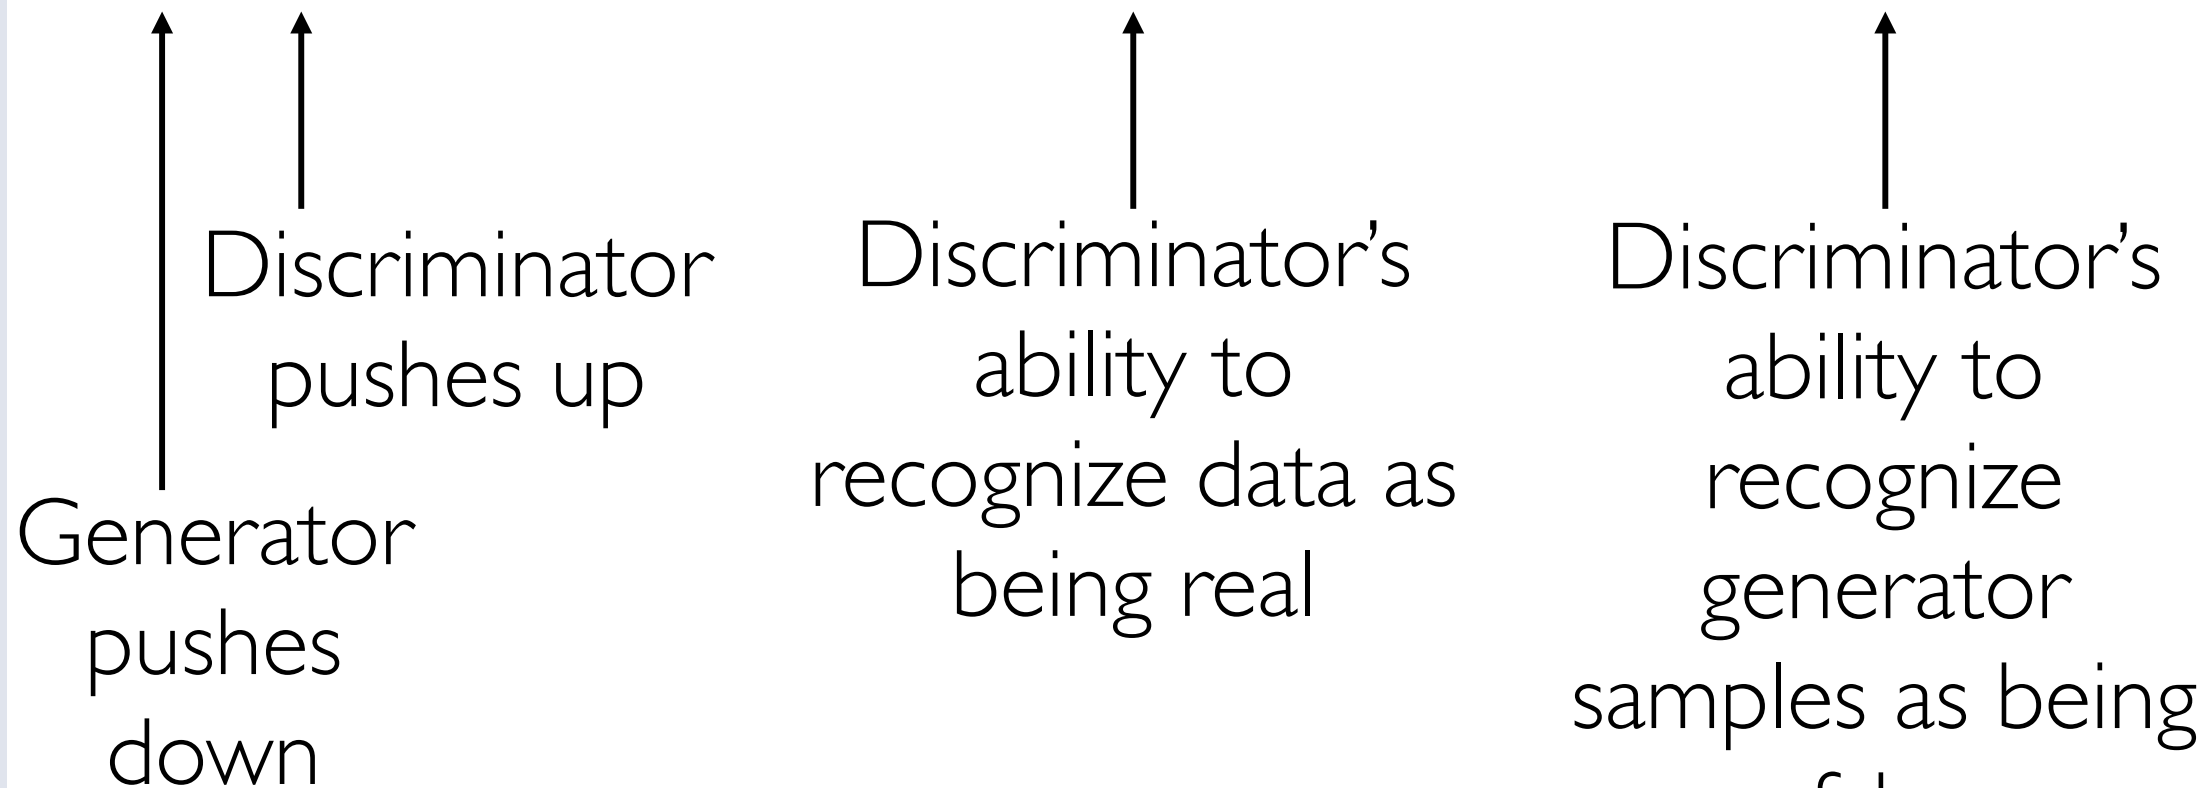 Discriminator
pushes up
Generator
pushes
down
Discriminator's
ability to
recognize data as
being real
Discriminator’s
ability to
recognize
generator
samples as being